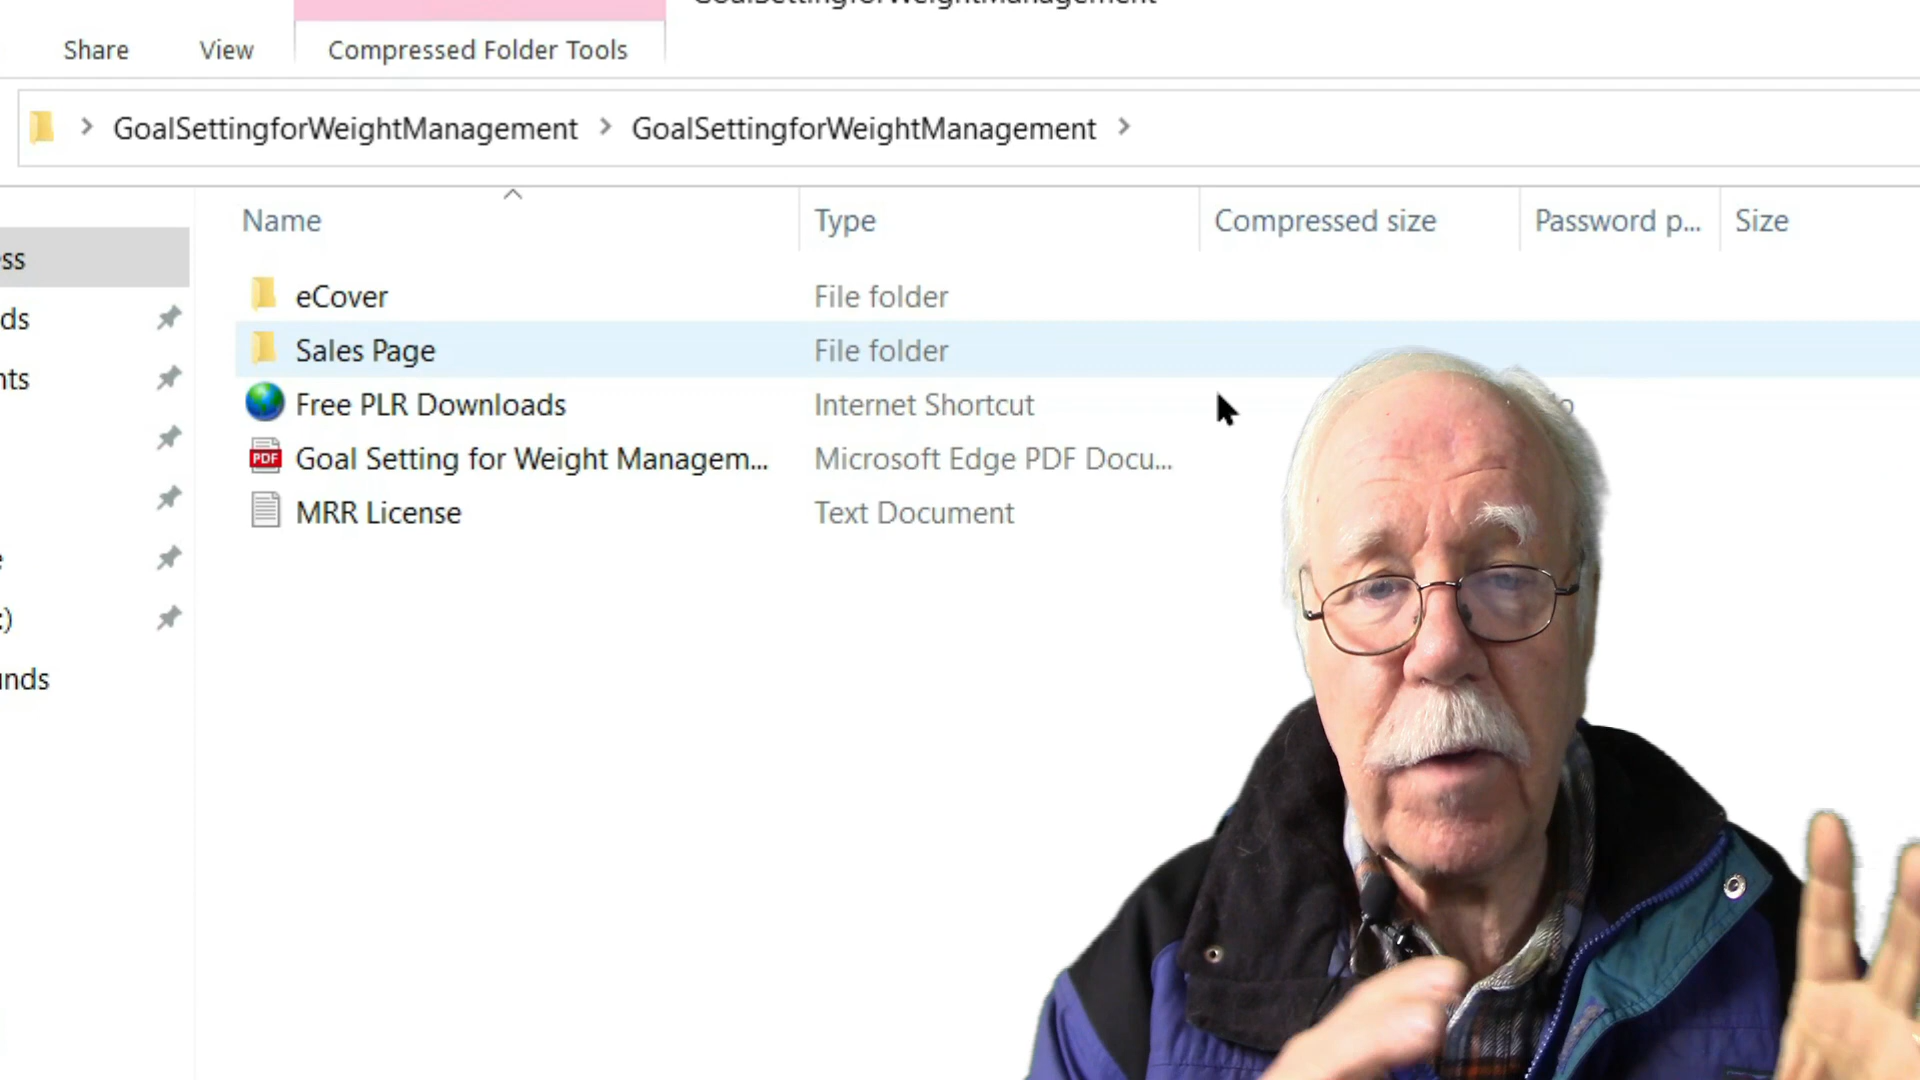 GoalSettingforWeightManagement
Share View Compressed Folder Tools
GoalSettingforWeightManagement GoalSettingforWeightManagement
Name Type Compressed size Password p... Size
ss
eCover File folder
ds
Sales Page File folder
nts
Free PLR Downloads Internet Shortcut
Goal Setting for Weight Managem... Microsoft Edge PDF Docu...
PDF
MRR License Text Document
e
:)
unds